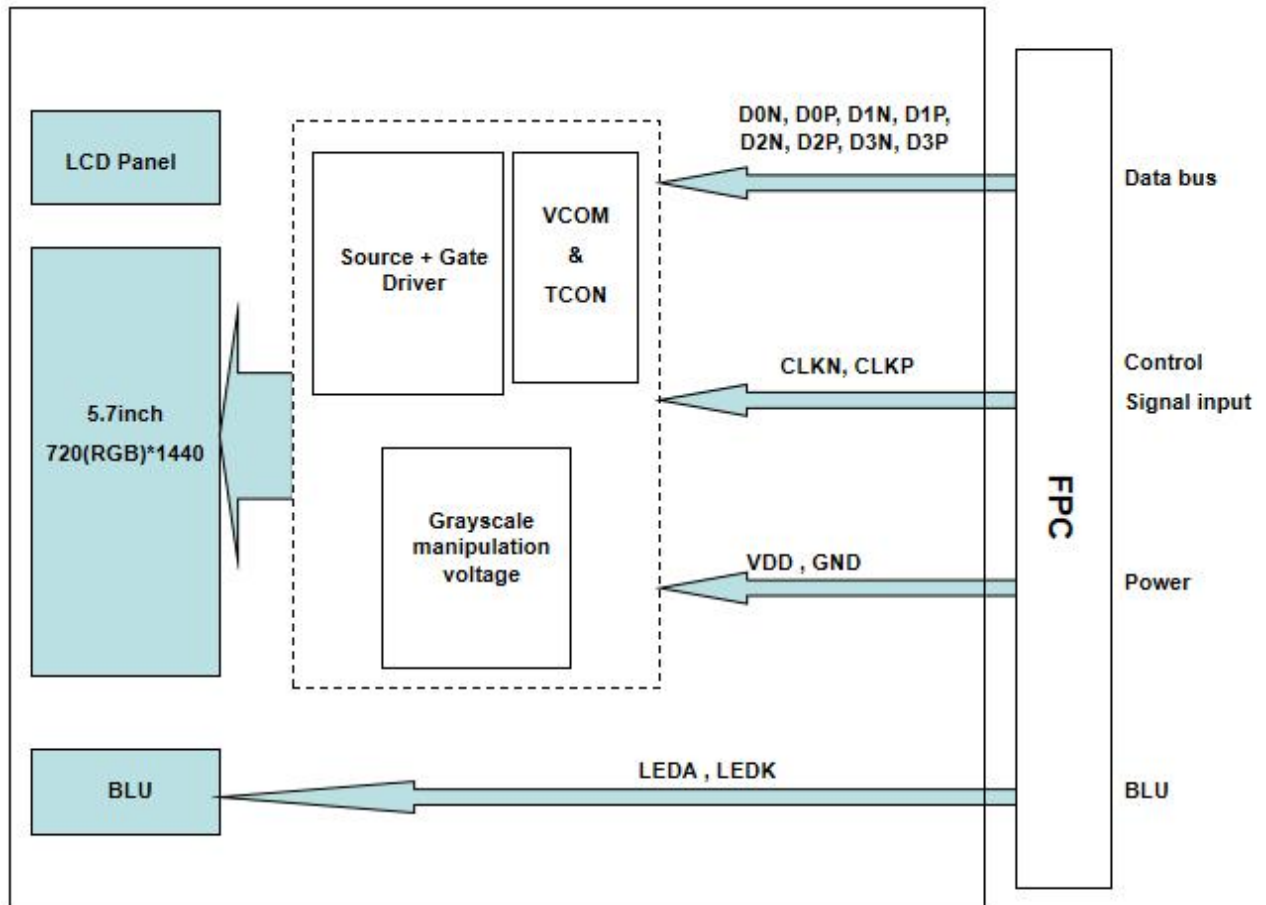 LCD Panel
5.7inch
720(RGB)*1440
BLU
Source + Gate
Driver
VCOM
&
TCON
Grayscale
manipulation
voltage
D0N, D0P, D1N, D1P,
D2N, D2P, D3N, D3P
CLKN, CLKP
VDD , GND
LEDA , LEDK
FPC
Data bus
Control
Signal input
Power
BLU